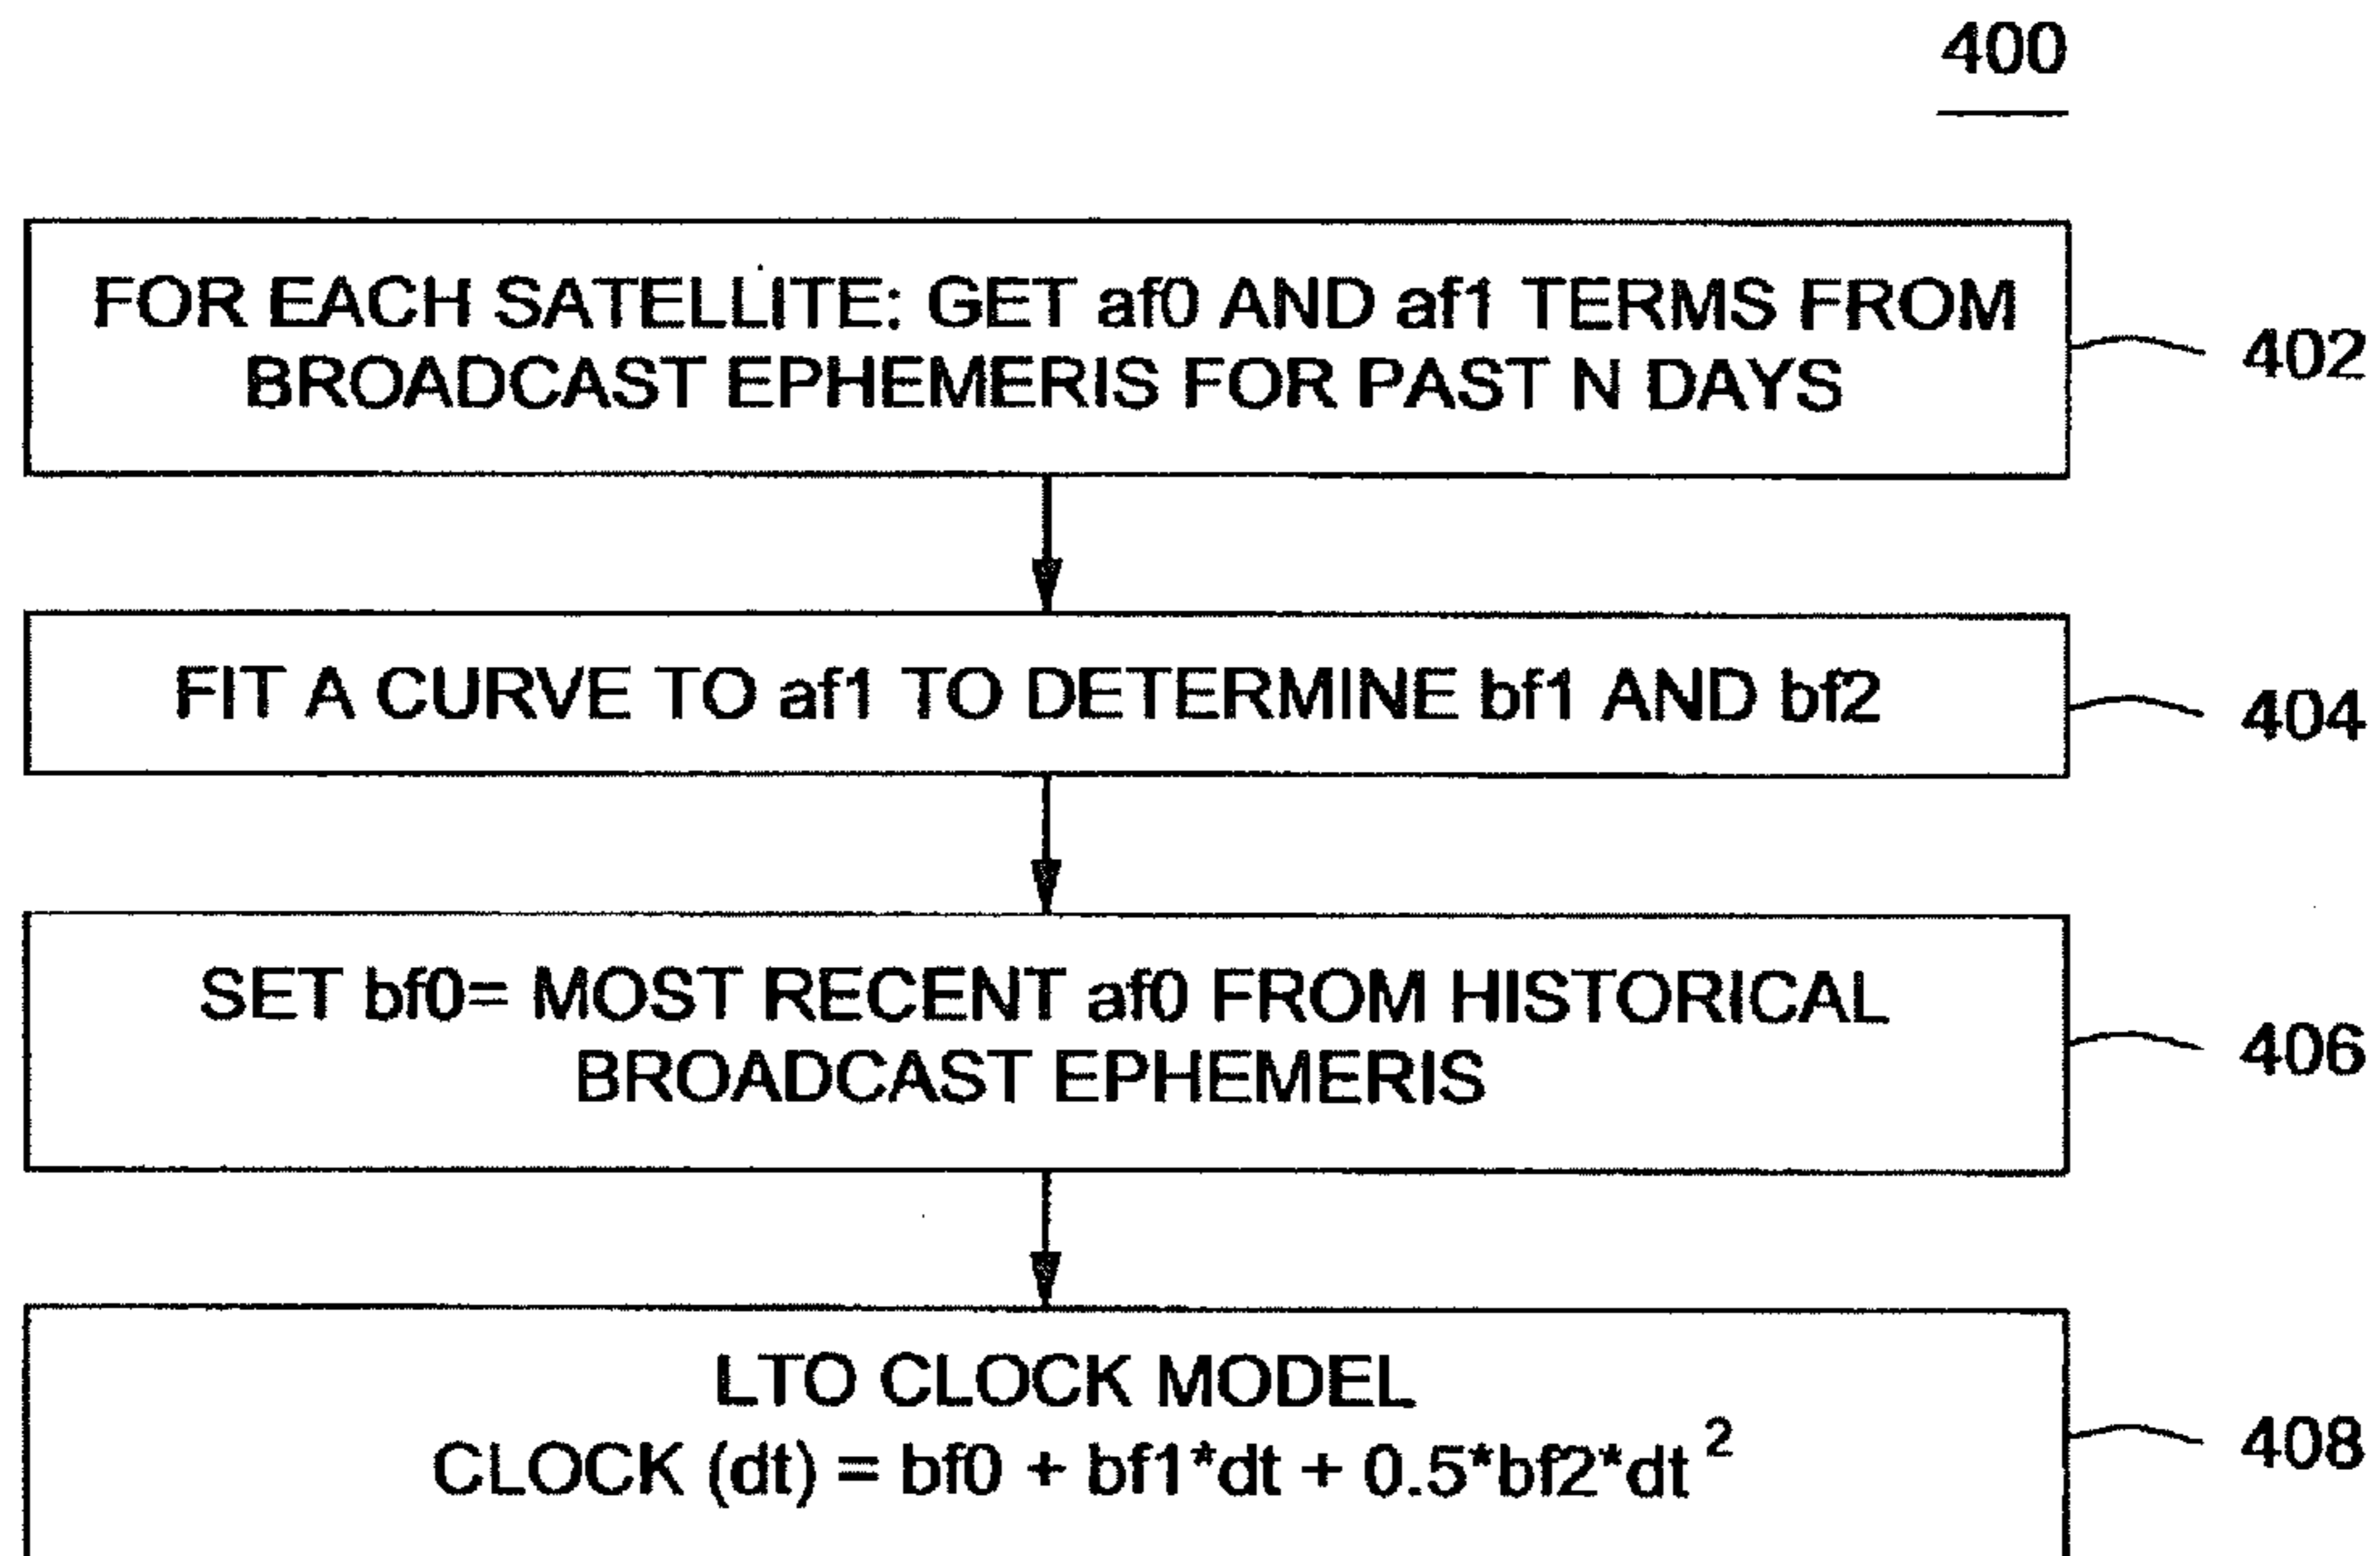 400
FOR EACH SATELLITE: GET af0 AND af1 TERMS FROM
BROADCAST EPHEMERIS FOR PAST N DAYS
402
FIT A CURVE TO af1 TO DETERMINE bf1 AND bf2
404
SET bf0= MOST RECENT af0 FROM HISTORICAL
BROADCAST EPHEMERIS
406
LTO CLOCK MODEL
CLOCK (dt) = bf0 + bf1*dt + 0.5*bf2*dt²
408